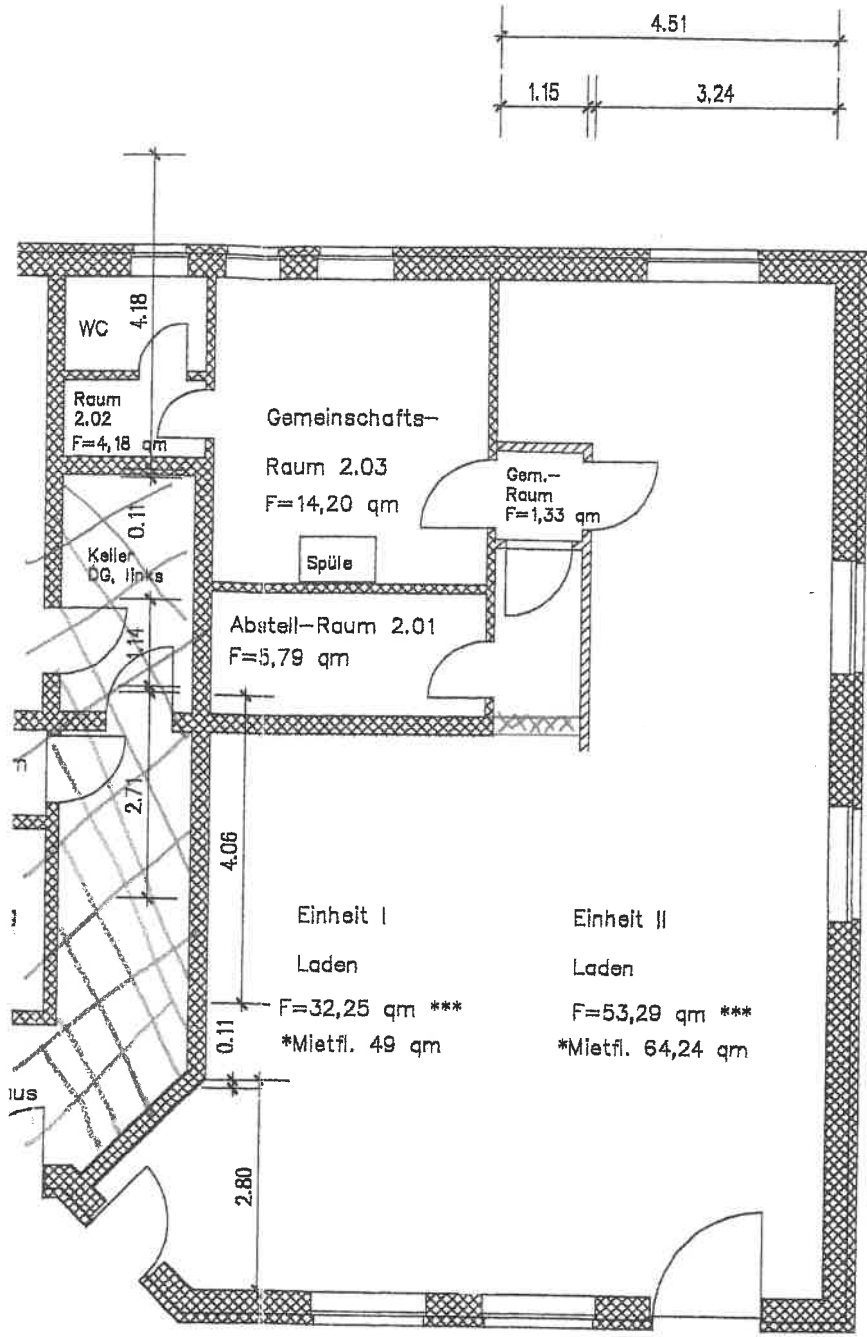 4.51
1.15
3,24
4.18
WC
Raum
2.02
F=4,18 qm
Gemeinschafts-
Raum 2.03
F=14,20 qm
Gem.-
Raum
F=1,33 qm
0.11
Keller
DG, links
Spüle
1.14
Abstell-Raum 2.01
F=5,79 qm
2.71
4.06
Einheit I
Laden
F=32,25 qm ***
*Mietfl. 49 qm
Einheit II
Laden
F=53,29 qm ***
*Mietfl. 64,24 qm
0.11
2.80